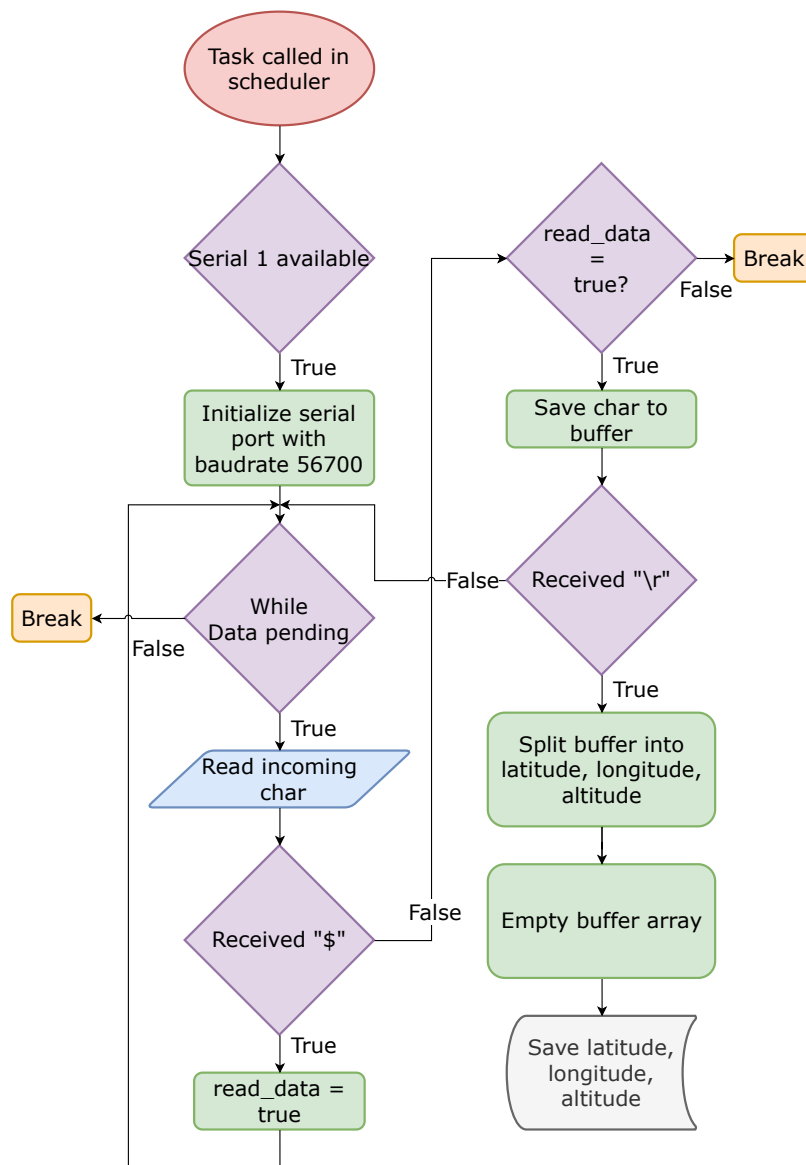 Task called in
scheduler
Serial 1 available
True
Initialize serial
port with
baudrate 56700
While
Data pending
Break
False
True
Read incoming
char
Received "$"
False
True
read_data =
true
read_data
=
true?
Break
False
True
Save char to
buffer
Received "\r"
False
True
Split buffer into
latitude, longitude,
altitude
Empty buffer array
Save latitude,
longitude,
altitude